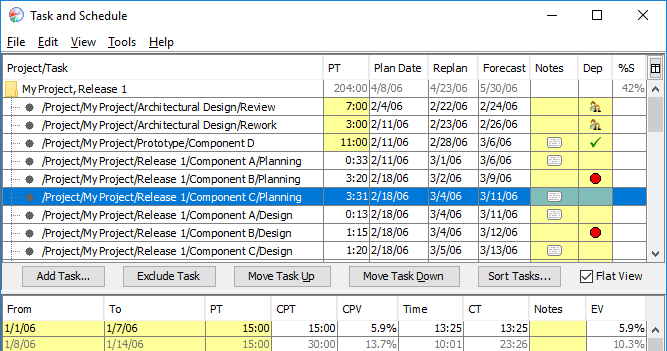 Task and Schedule
File Edit View Tools Help
Project/Task PT Plan Date Replan Forecast Notes Dep %S
My Project, Release 1 204:00 4/8/06 4/23/06 5/30/06 42%
/Project/My Project/Architectural Design/Review 7:00 2/4/06 2/22/06 2/24/06
/Project/My Project/Architectural Design/Rework 3:00 2/11/06 2/23/06 2/26/06
/Project/My Project/Prototype/Component D 11:00 2/11/06 2/28/06 3/6/06
/Project/My Project/Release 1/Component A/Planning 0:33 2/11/06 3/1/06 3/6/06
/Project/My Project/Release 1/Component B/Planning 3:20 2/18/06 3/2/06 3/9/06
/Project/My Project/Release 1/Component C/Planning 3:31 2/18/06 3/4/06 3/11/06
/Project/My Project/Release 1/Component A/Design 0:13 2/18/06 3/4/06 3/11/06
/Project/My Project/Release 1/Component B/Design 1:15 2/18/06 3/4/06 3/12/06
/Project/My Project/Release 1/Component C/Design 1:20 2/18/06 3/5/06 3/13/06
Add Task... Exclude Task Move Task Up Move Task Down Sort Tasks... Flat View
From To PT CPT CPV Time CT Notes EV
1/1/06 1/7/06 15:00 15:00 5.9% 13:25 13:25 5.9%
1/8/06 1/14/06 15:00 30:00 13.7% 10:01 23:26 10.3%